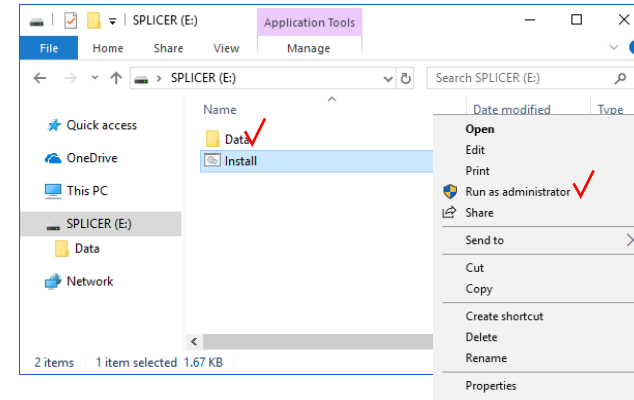 SPLICER (E:)
Application Tools
File Home Share View Manage
SPLICER (E:)
Search SPLICER (E:)
Name
Date modified
Type
Quick access
OneDrive
This PC
SPLICER (E:)
Data
Network
Data
Install
Open
Edit
Print
Run as administrator
Share
Send to
Cut
Copy
Create shortcut
Delete
Rename
Properties
2 items 1 item selected 1.67 KB